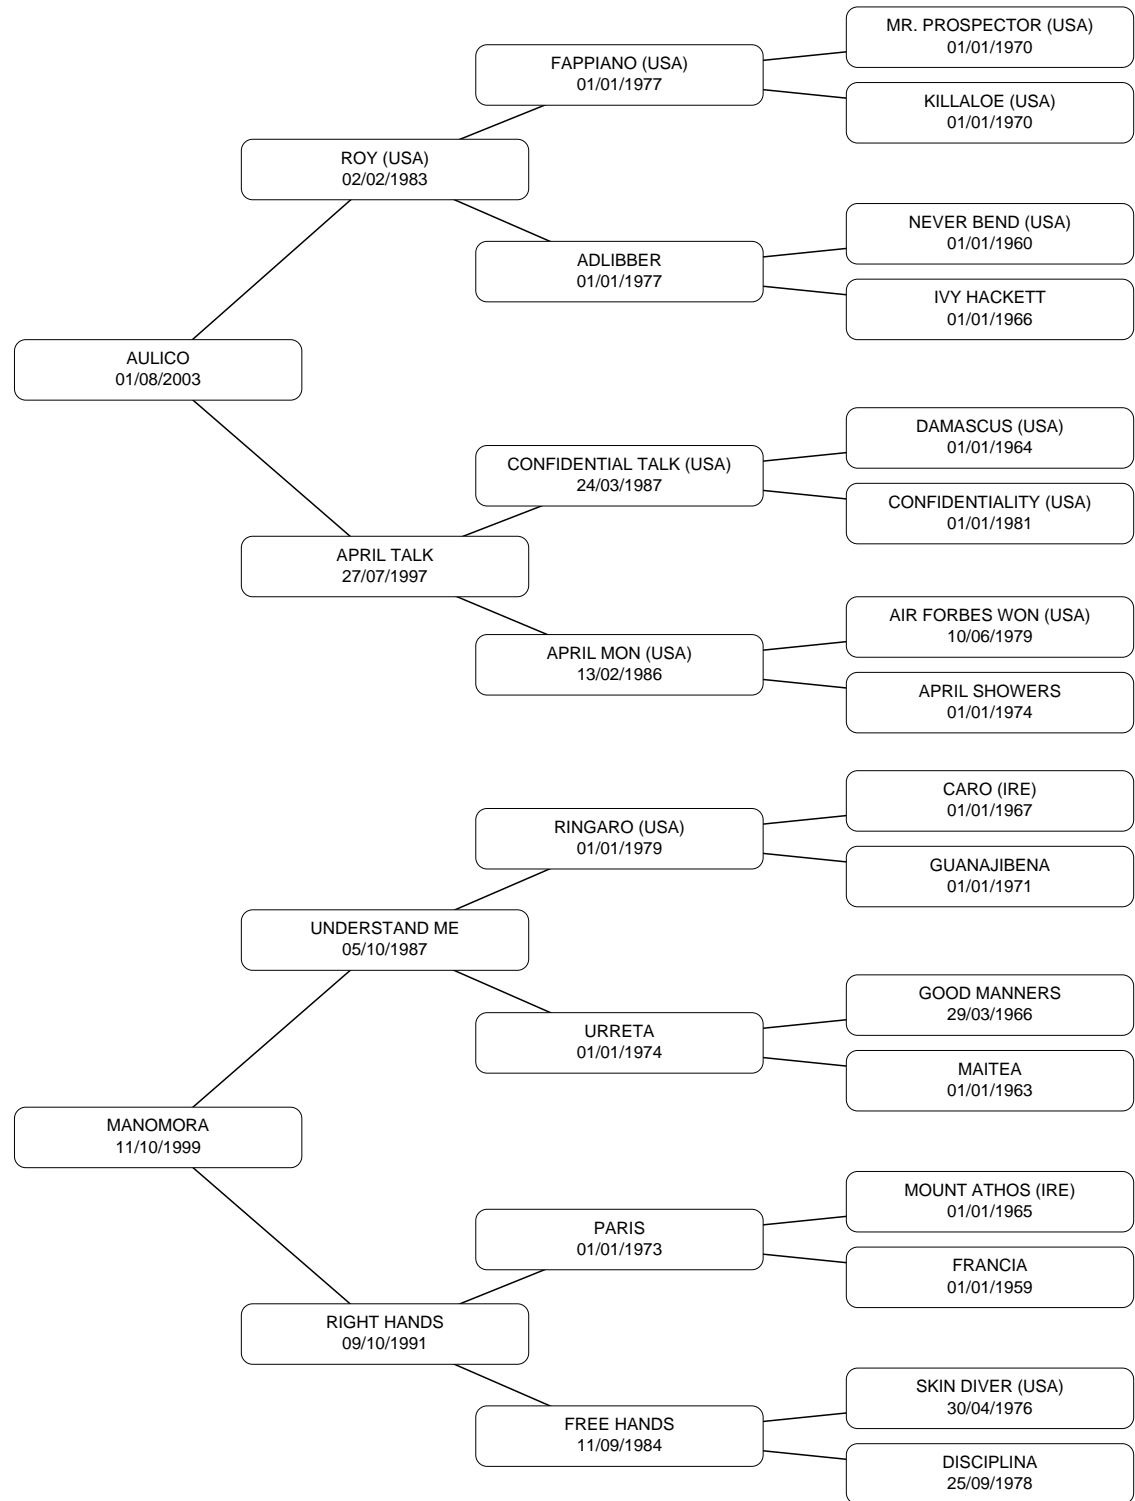 MR. PROSPECTOR (USA)
01/01/1970
FAPPIANO (USA)
01/01/1977
KILLALOE (USA)
01/01/1970
ROY (USA)
02/02/1983
NEVER BEND (USA)
01/01/1960
ADLIBBER
01/01/1977
IVY HACKETT
01/01/1966
AULICO
01/08/2003
DAMASCUS (USA)
01/01/1964
CONFIDENTIAL TALK (USA)
24/03/1987
CONFIDENTIALITY (USA)
01/01/1981
APRIL TALK
27/07/1997
AIR FORBES WON (USA)
10/06/1979
APRIL MON (USA)
13/02/1986
APRIL SHOWERS
01/01/1974
CARO (IRE)
01/01/1967
RINGARO (USA)
01/01/1979
GUANAJIBENA
01/01/1971
UNDERSTAND ME
05/10/1987
GOOD MANNERS
29/03/1966
URRETA
01/01/1974
MAITEA
01/01/1963
MANOMORA
11/10/1999
MOUNT ATHOS (IRE)
01/01/1965
PARIS
01/01/1973
FRANCIA
01/01/1959
RIGHT HANDS
09/10/1991
SKIN DIVER (USA)
30/04/1976
FREE HANDS
11/09/1984
DISCIPLINA
25/09/1978